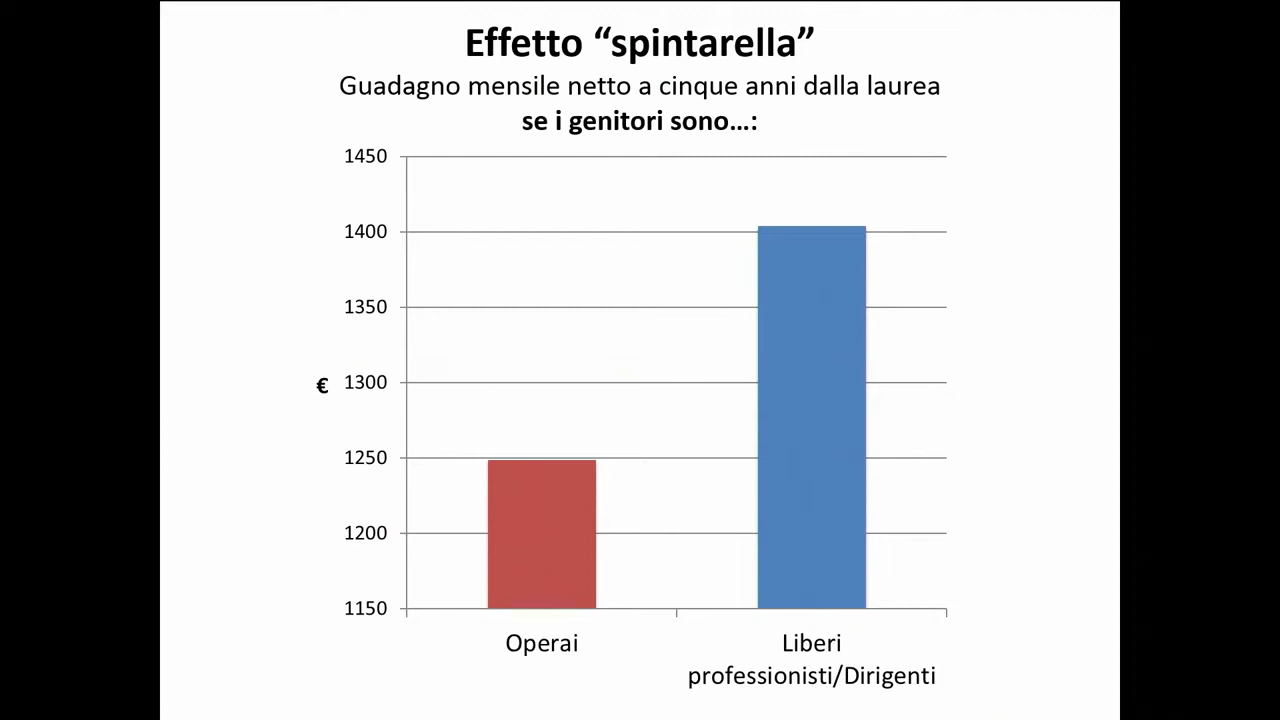 Effetto “spintarella”
Guadagno mensile netto a cinque anni dalla laurea
se i genitori sono…:
1450
1400
1350
€ 1300
1250
1200
1150
Operai
Liberi
professionisti/Dirigenti